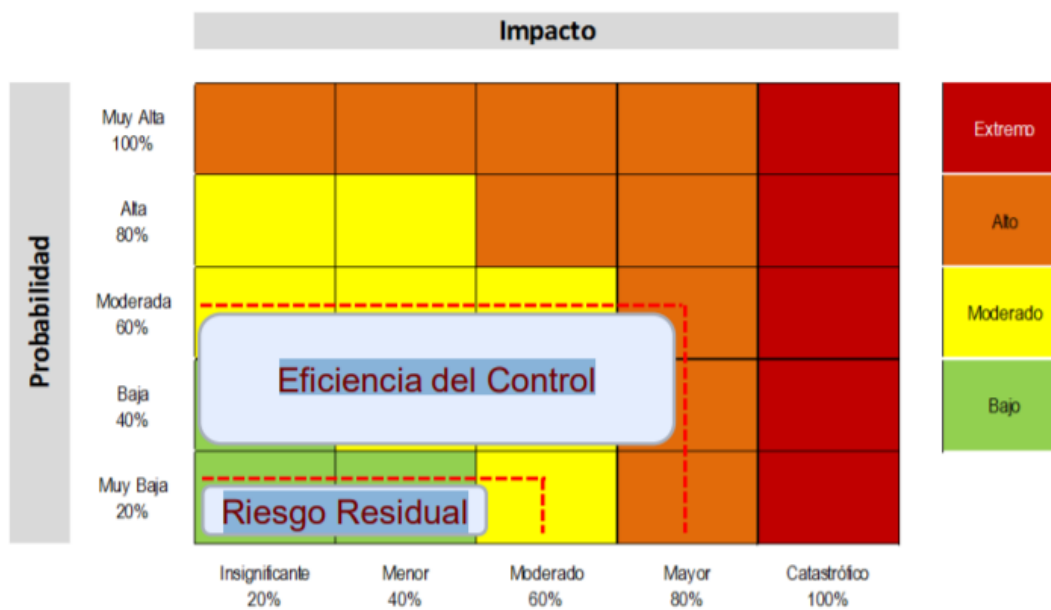 Impacto
Probabilidad
Muy Alta
100%
Extremo
Alta
80%
Alto
Moderada
60%
Moderado
Eficiencia del Control
Baja
40%
Bajo
Muy Baja
20%
Riesgo Residual
Insignificante
20%
Menor
40%
Moderado
60%
Mayor
80%
Catastrófico
100%